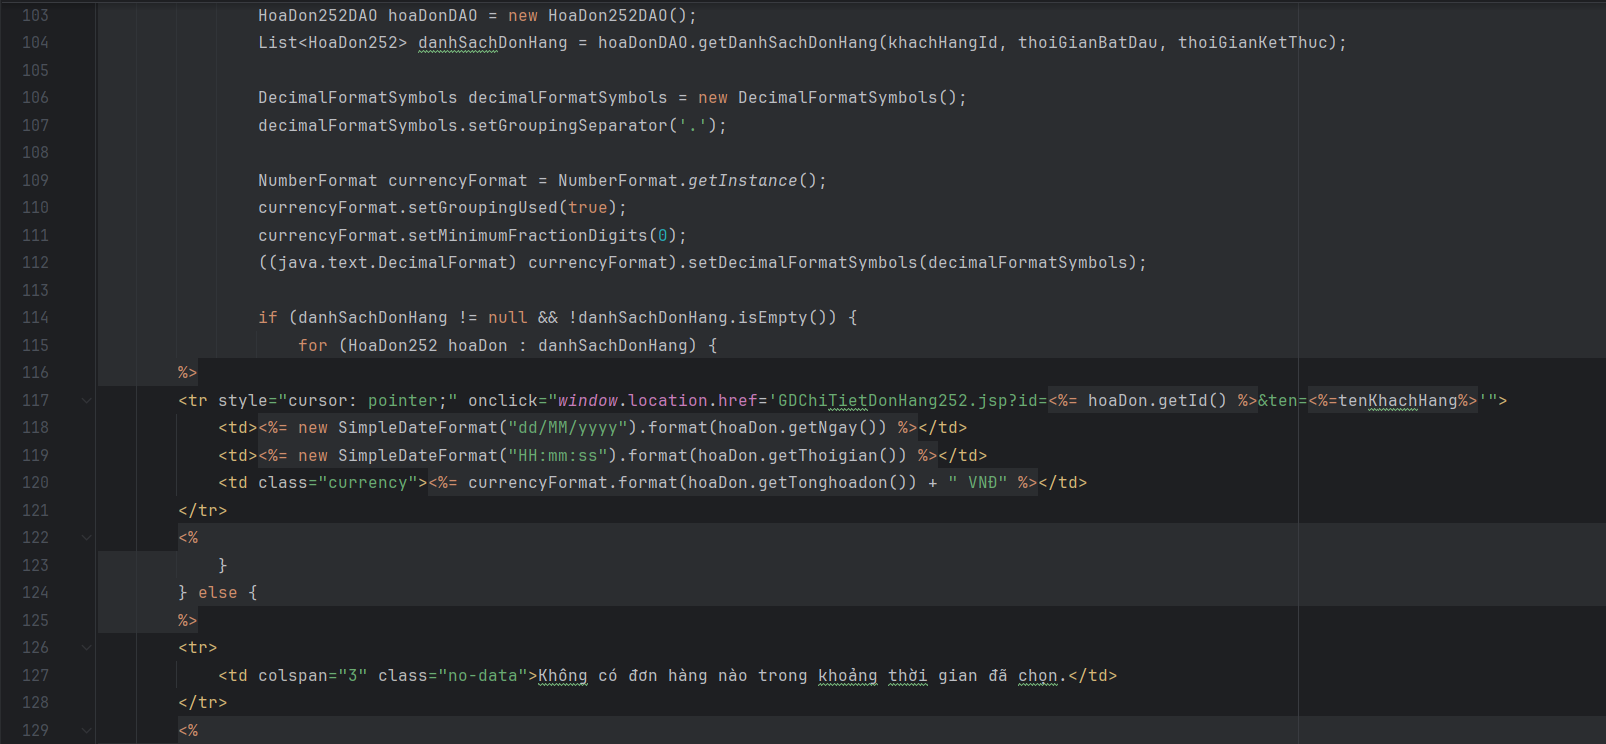 103 HoaDon252DAO hoaDonDAO = new HoaDon252DAO();
104 List<HoaDon252> danhSachDonHang = hoaDonDAO.getDanhSachDonHang(khachHangId, thoiGianBatDau, thoiGianKetThuc);
105
106 DecimalFormatSymbols decimalFormatSymbols = new DecimalFormatSymbols();
107 decimalFormatSymbols.setGroupingSeparator('.');
108
109 NumberFormat currencyFormat = NumberFormat.getInstance();
110 currencyFormat.setGroupingUsed(true);
111 currencyFormat.setMinimumFractionDigits(0);
112 ((java.text.DecimalFormat) currencyFormat).setDecimalFormatSymbols(decimalFormatSymbols);
113
114 if (danhSachDonHang != null && !danhSachDonHang.isEmpty()) {
115 for (HoaDon252 hoaDon : danhSachDonHang) {
116 %>
117 <tr style="cursor: pointer;" onclick="window.location.href='GDChiTietDonHang252.jsp?id=<%= hoaDon.getId() %>&ten=<%=tenKhachHang%>'">
118 <td><%= new SimpleDateFormat("dd/MM/yyyy").format(hoaDon.getNgay()) %></td>
119 <td><%= new SimpleDateFormat("HH:mm:ss").format(hoaDon.getThoigian()) %></td>
120 <td class="currency"><%= currencyFormat.format(hoaDon.getTonghoadon()) + " VNĐ" %></td>
121 </tr>
122 <%
123 }
124 } else {
125 %>
126 <tr>
127 <td colspan="3" class="no-data">Không có đơn hàng nào trong khoảng thời gian đã chọn.</td>
128 </tr>
129 <%